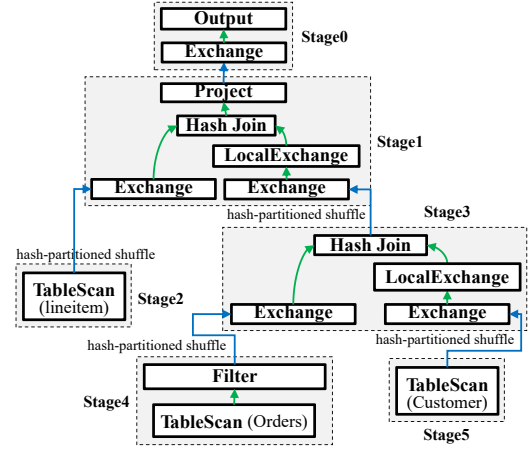 Output
Stage0
Exchange
Project
Hash Join
Stage1
LocalExchange
Exchange
Exchange
hash-partitioned shuffle
Stage3
Hash Join
hash-partitioned shuffle
LocalExchange
TableScan
(lineitem)
Stage2
Exchange
Exchange
hash-partitioned shuffle
hash-partitioned shuffle
Filter
Stage4
TableScan (Orders)
TableScan
(Customer)
Stage5